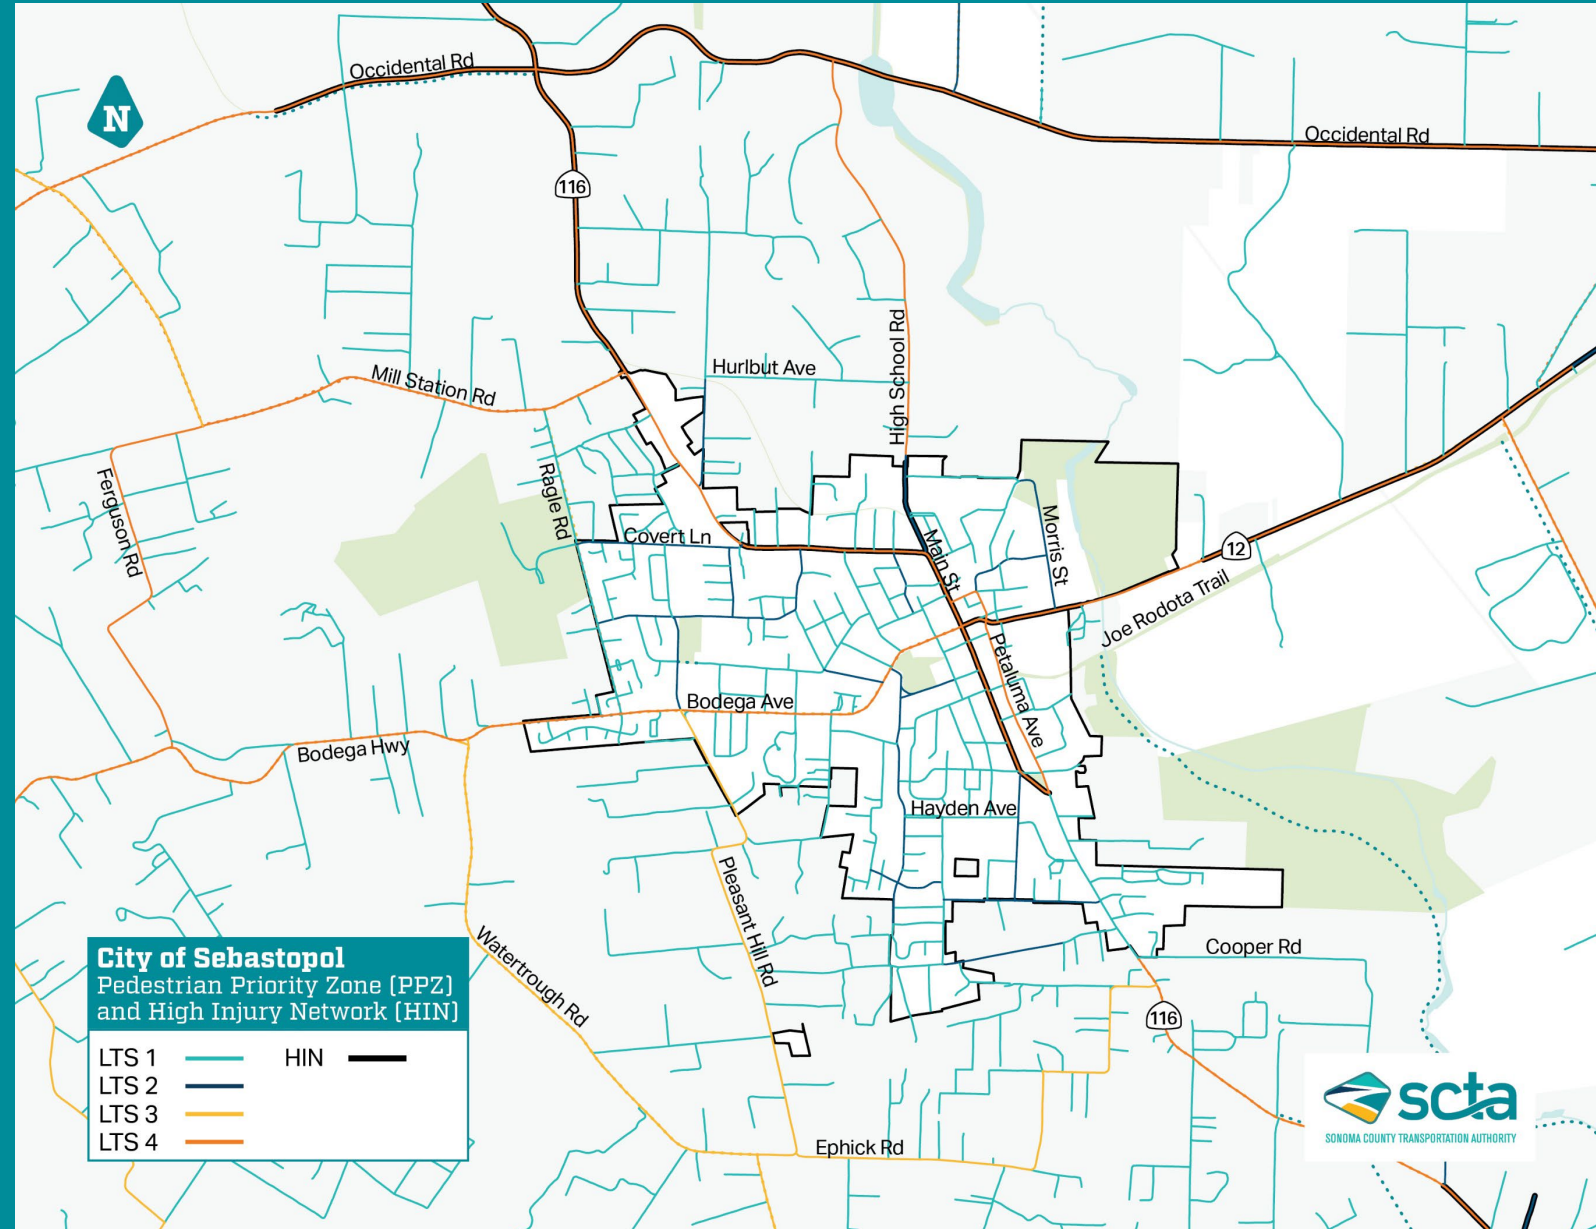 Occidental Rd
N
116
Occidental Rd
Hurlbut Ave
High School Rd
Mill Station Rd
Ferguson Rd
Ragle Rd
Covert Ln
Main St
Morris St
12
Joe Rodota Trail
Petaluma Ave
Bodega Ave
Bodega Hwy
Hayden Ave
Pleasant Hill Rd
Watertrough Rd
Cooper Rd
116
Ephick Rd
City of Sebastopol
Pedestrian Priority Zone (PPZ)
and High Injury Network (HIN)
LTS 1
HIN
LTS 2
LTS 3
LTS 4
scta
SONOMA COUNTY TRANSPORTATION AUTHORITY